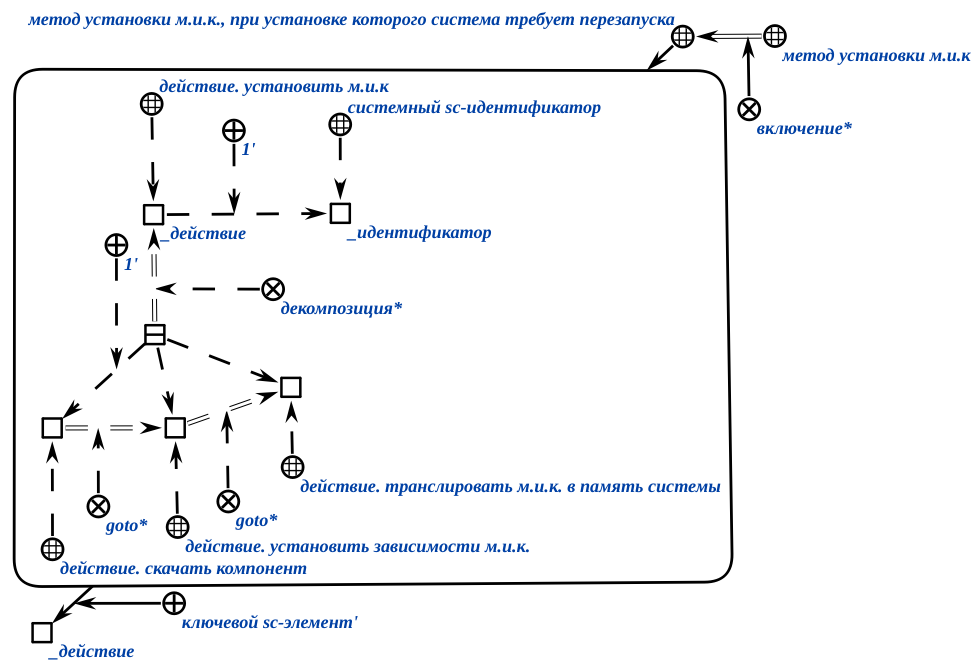 метод установки м.и.к., при установке которого система требует перезапуска
метод установки м.и.к
действие. установить м.и.к
системный sc-идентификатор
включение*
1'
_действие
_идентификатор
1'
декомпозиция*
действие. транслировать м.и.к. в память системы
goto*
goto*
действие. установить зависимости м.и.к.
действие. скачать компонент
ключевой sc-элемент'
_действие